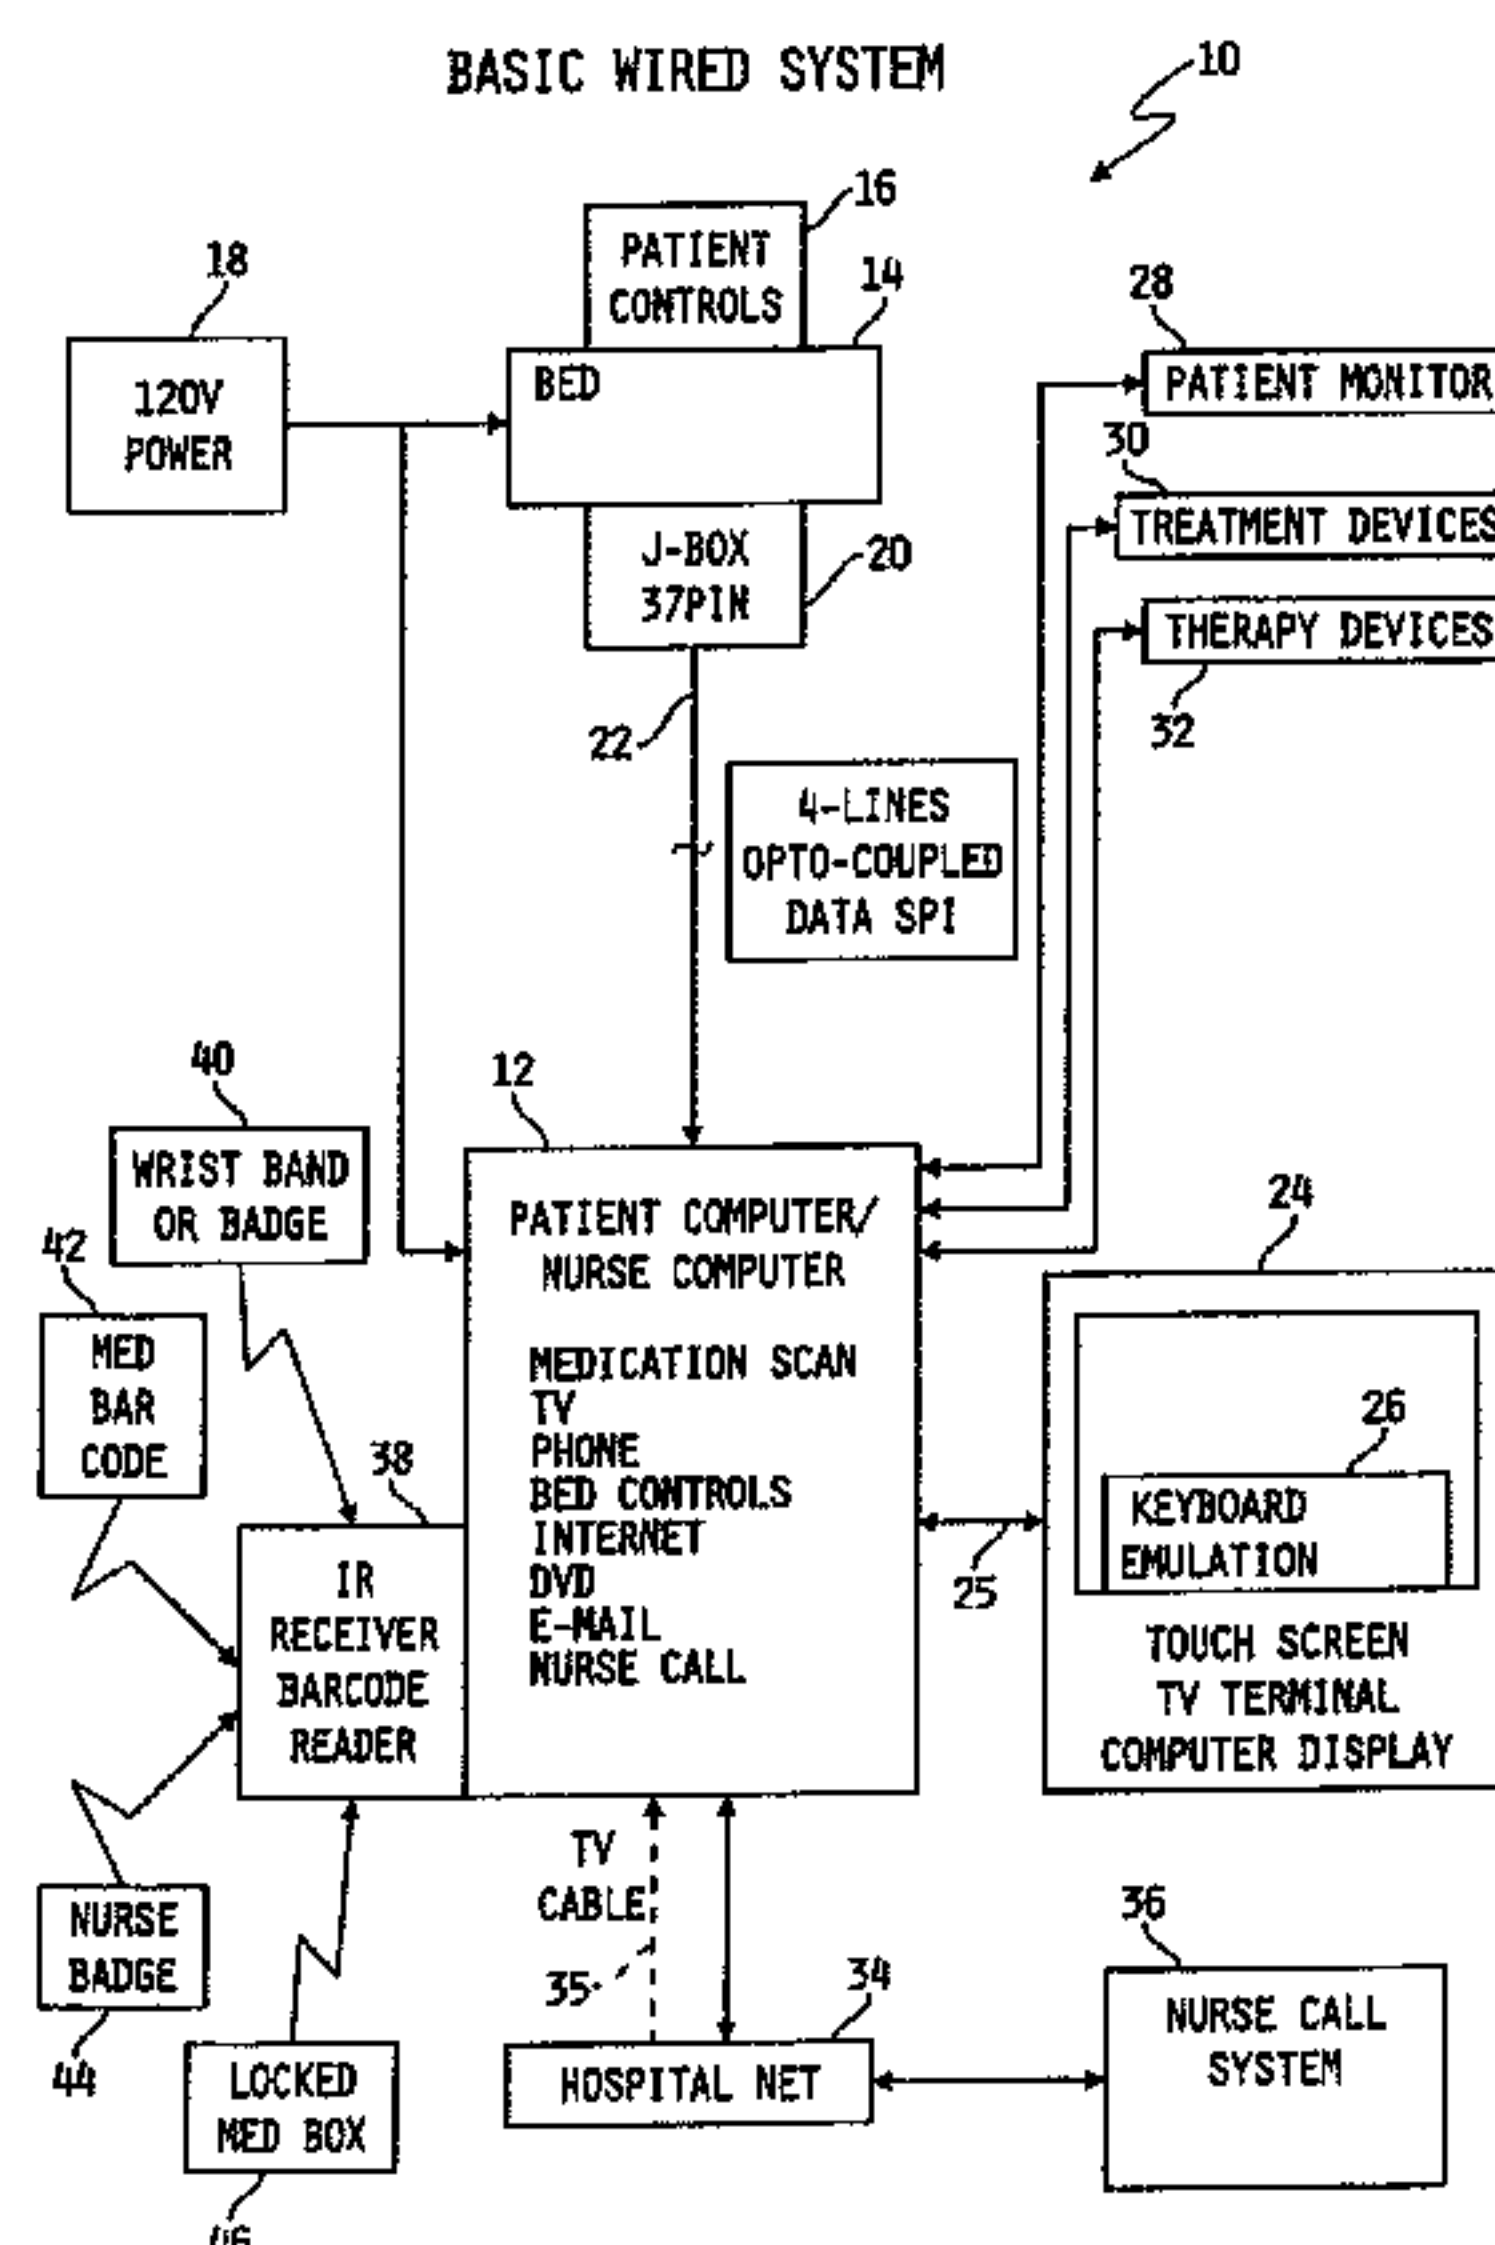 BASIC WIRED SYSTEM
10
16
PATIENT
CONTROLS
18
14
28
120V
POWER
BED
PATIENT MONITOR
30
TREATMENT DEVICES
J-BOX
37PIN
20
THERAPY DEVICES
32
22
4-LINES
OPTO-COUPLED
DATA SPI
40
12
WRIST BAND
OR BADGE
PATIENT COMPUTER/
NURSE COMPUTER
24
42
MED
BAR
CODE
MEDICATION SCAN
TV
PHONE
BED CONTROLS
INTERNET
DVD
E-MAIL
NURSE CALL
26
KEYBOARD
EMULATION
38
25
IR
RECEIVER
BARCODE
READER
TOUCH SCREEN
TV TERMINAL
COMPUTER DISPLAY
TV
CABLE
NURSE
BADGE
36
35
34
44
NURSE CALL
SYSTEM
LOCKED
MED BOX
HOSPITAL NET